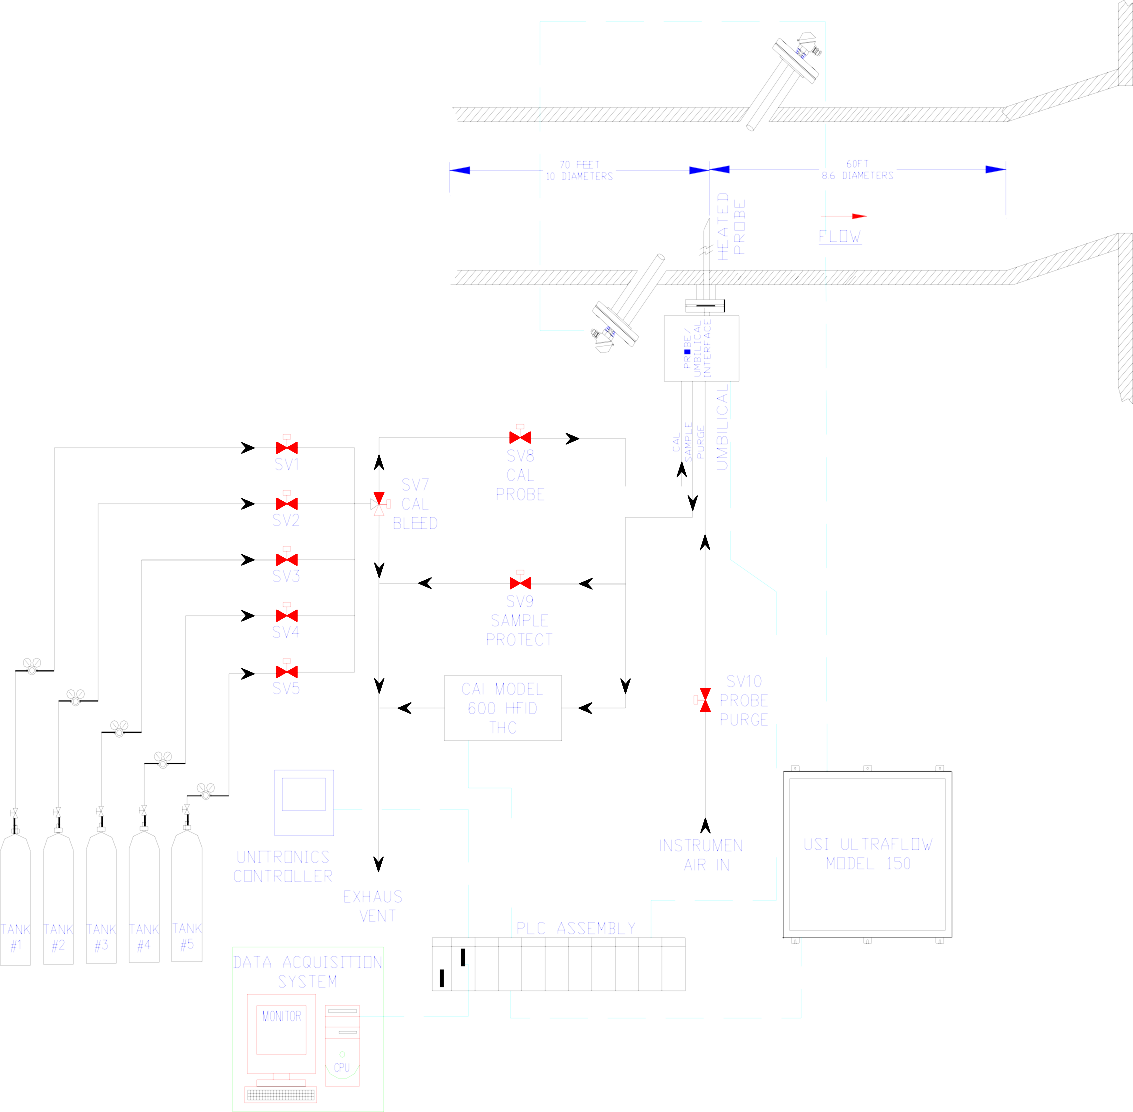 70 FEET
10 DIAMETERS
60FT
8.6 DIAMETERS
HEATED
PROBE
FLOW
PROBE/
UMBILICAL
INTERFACE
CAL
SAMPLE
PURGE
UMBILICAL
SV1
SV2
SV3
SV4
SV5
SV7
CAL
BLEED
SV8
CAL
PROBE
SV9
SAMPLE
PROTECT
CAI MODEL
600 HFID
THC
SV10
PROBE
PURGE
INSTRUMEN
AIR IN
USI ULTRAFLOW
MODEL 150
UNITRONICS
CONTROLLER
EXHAUS
VENT
TANK
#1
TANK
#2
TANK
#3
TANK
#4
TANK
#5
PLC ASSEMBLY
DATA ACQUISITION
SYSTEM
MONITOR
CPU